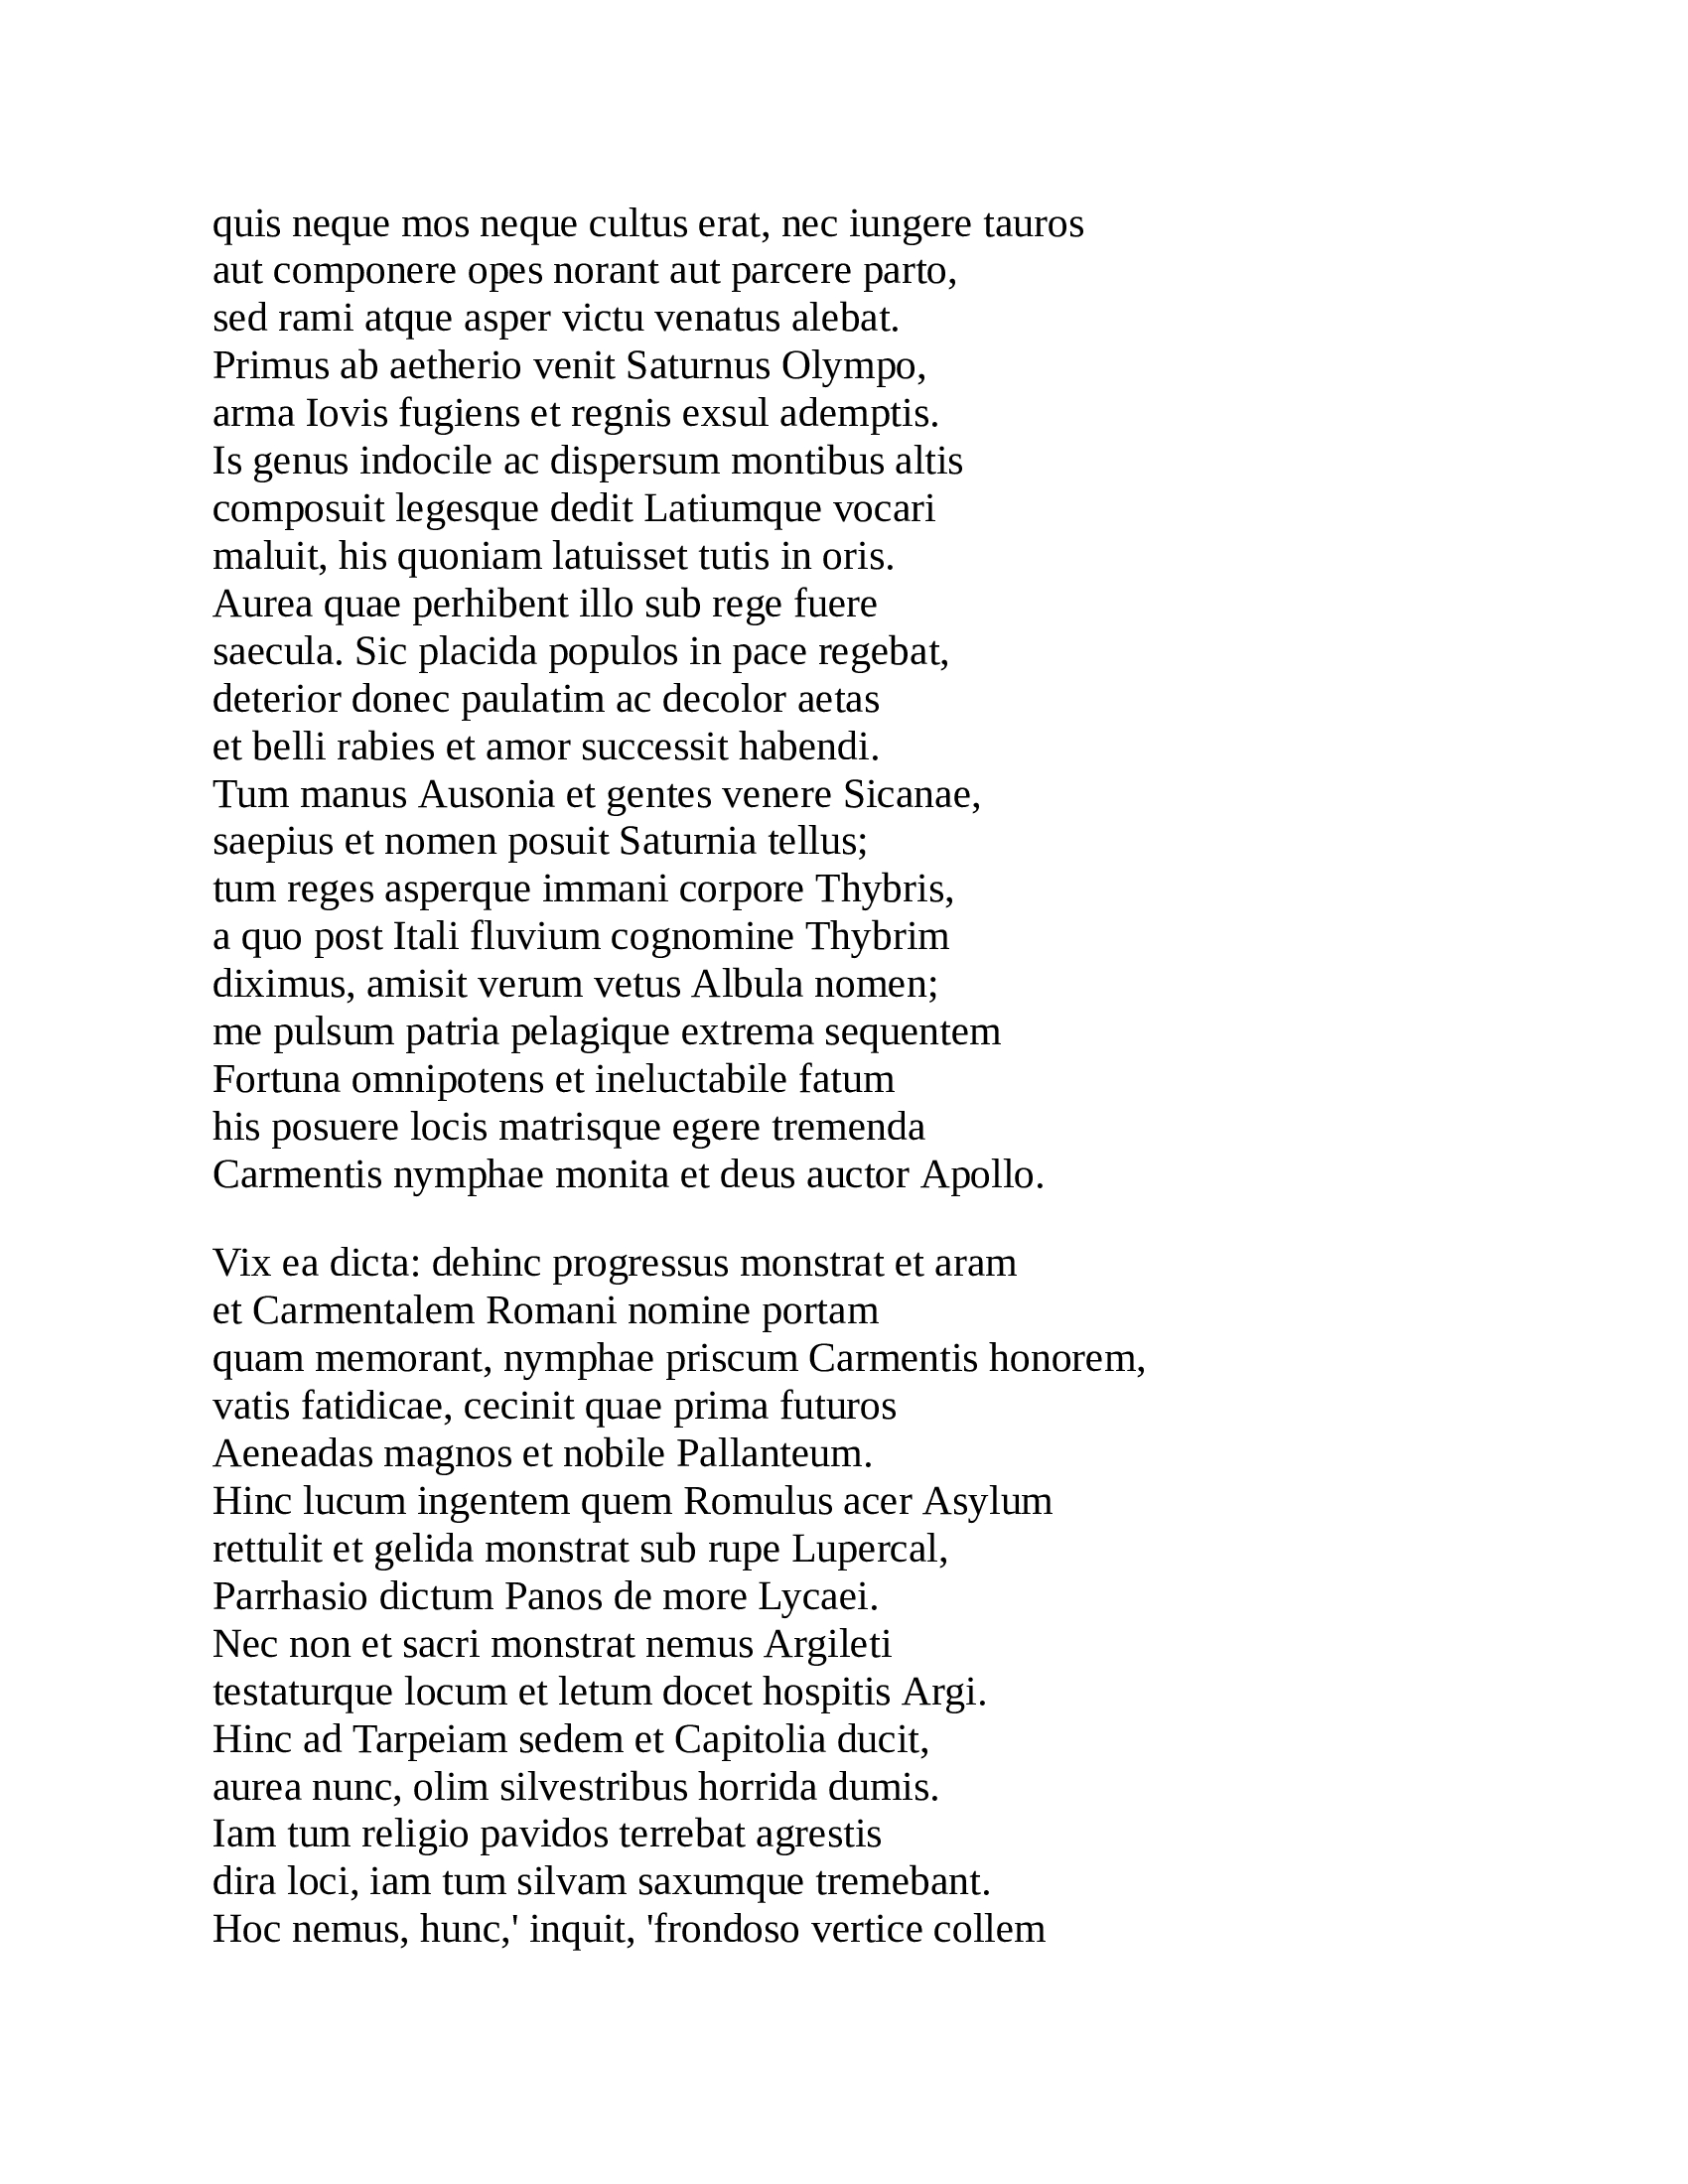 quis neque mos neque cultus erat, nec iungere tauros
aut componere opes norant aut parcere parto,
sed rami atque asper victu venatus alebat.
Primus ab aetherio venit Saturnus Olympo,
arma Iovis fugiens et regnis exsul ademptis.
Is genus indocile ac dispersum montibus altis
composuit legesque dedit Latiumque vocari
maluit, his quoniam latuisset tutis in oris.
Aurea quae perhibent illo sub rege fuere
saecula. Sic placida populos in pace regebat,
deterior donec paulatim ac decolor aetas
et belli rabies et amor successit habendi.
Tum manus Ausonia et gentes venere Sicanae,
saepius et nomen posuit Saturnia tellus;
tum reges asperque immani corpore Thybris,
a quo post Itali fluvium cognomine Thybrim
diximus, amisit verum vetus Albula nomen;
me pulsum patria pelagique extrema sequentem
Fortuna omnipotens et ineluctabile fatum
his posuere locis matrisque egere tremenda
Carmentis nymphae monita et deus auctor Apollo.

Vix ea dicta: dehinc progressus monstrat et aram
et Carmentalem Romani nomine portam
quam memorant, nymphae priscum Carmentis honorem,
vatis fatidicae, cecinit quae prima futuros
Aeneadas magnos et nobile Pallanteum.
Hinc lucum ingentem quem Romulus acer Asylum
rettulit et gelida monstrat sub rupe Lupercal,
Parrhasio dictum Panos de more Lycaei.
Nec non et sacri monstrat nemus Argileti
testaturque locum et letum docet hospitis Argi.
Hinc ad Tarpeiam sedem et Capitolia ducit,
aurea nunc, olim silvestribus horrida dumis.
Iam tum religio pavidos terrebat agrestis
dira loci, iam tum silvam saxumque tremebant.
Hoc nemus, hunc,' inquit, 'frondoso vertice collem